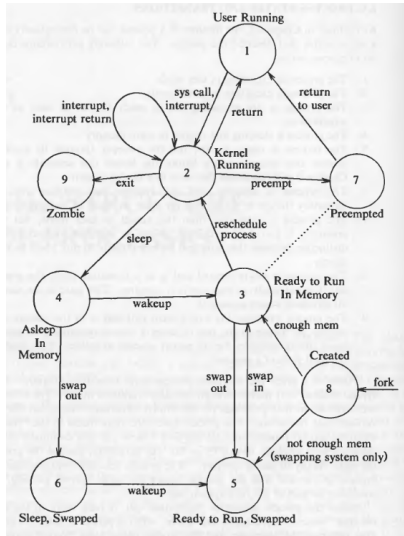 User Running
1
sys call,
interrupt
return
return
to user
interrupt,
interrupt return
Kernel
Running
2
9
Zombie
exit
preempt
7
Preempted
sleep
reschedule
process
4
Asleep
In
Memory
wakeup
3
Ready to Run
In Memory
enough mem
Created
8
fork
swap
out
swap
out
swap
in
not enough mem
(swapping system only)
6
Sleep, Swapped
wakeup
5
Ready to Run, Swapped